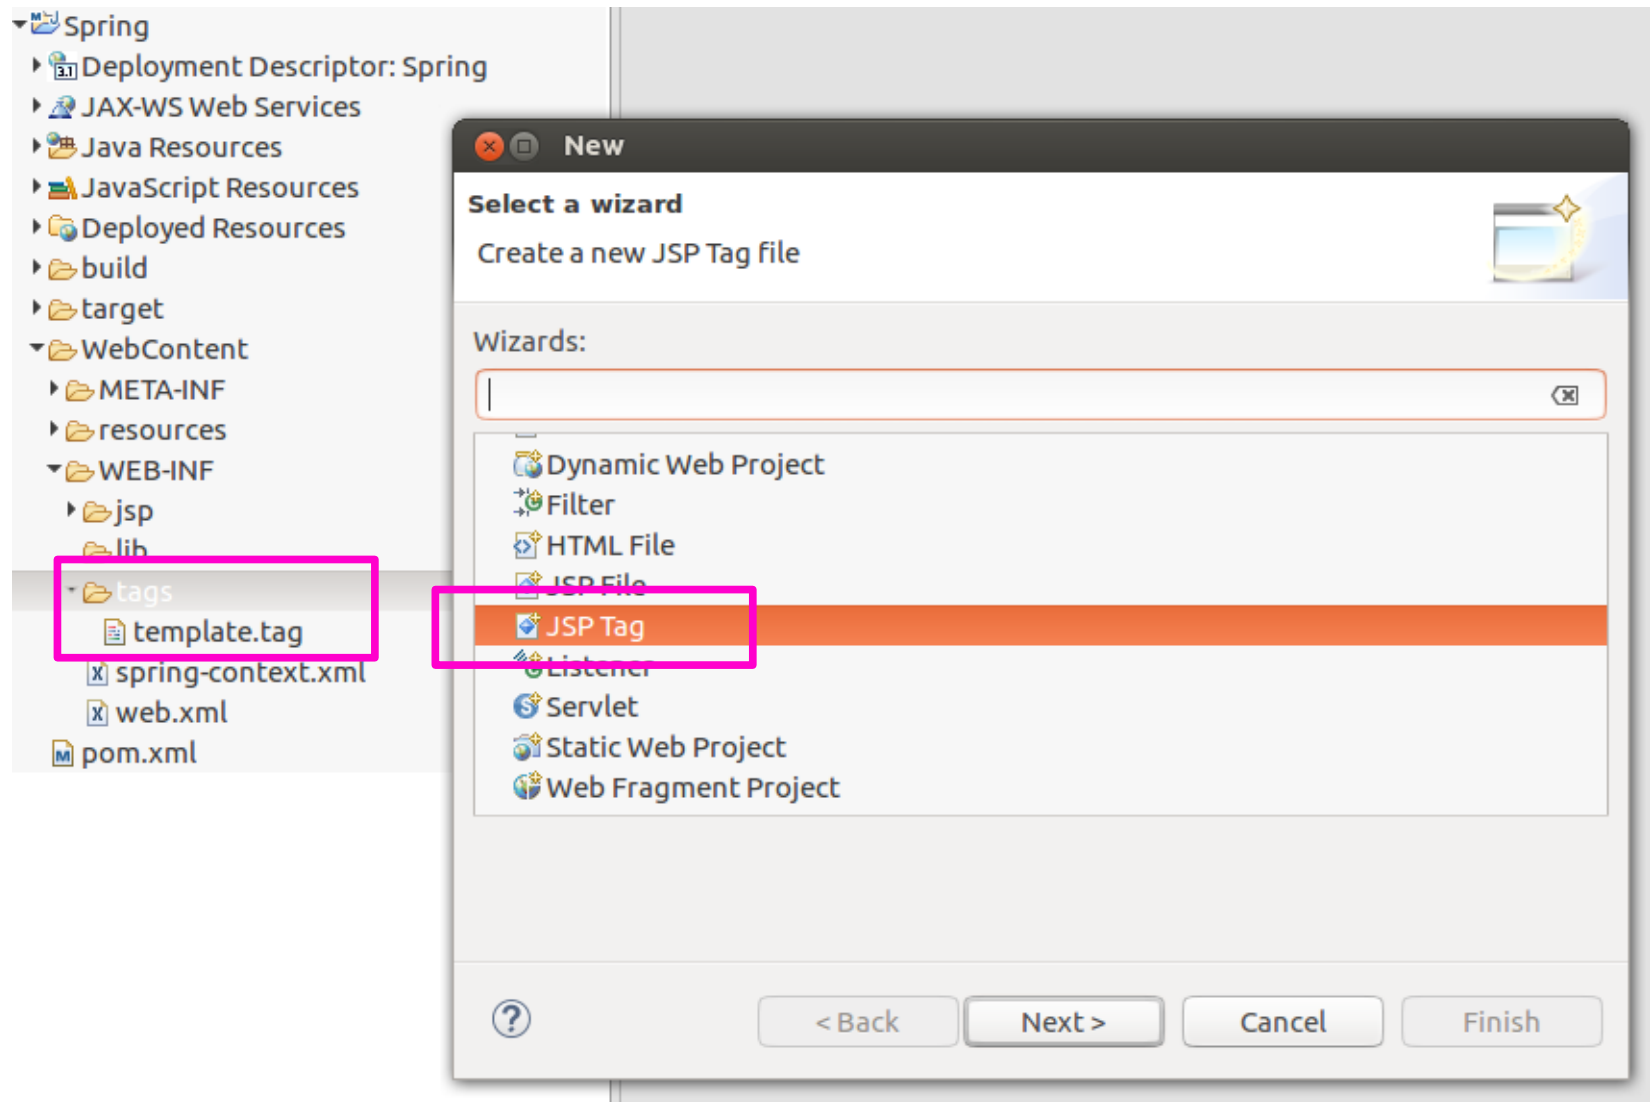 Spring
Deployment Descriptor: Spring
JAX-WS Web Services
Java Resources
JavaScript Resources
Deployed Resources
build
target
WebContent
META-INF
resources
WEB-INF
jsp
lib
tags
template.tag
spring-context.xml
web.xml
pom.xml
New
Select a wizard
Create a new JSP Tag file
Wizards:
Dynamic Web Project
Filter
HTML File
JSP File
JSP Tag
Listener
Servlet
Static Web Project
Web Fragment Project
< Back
Next >
Cancel
Finish